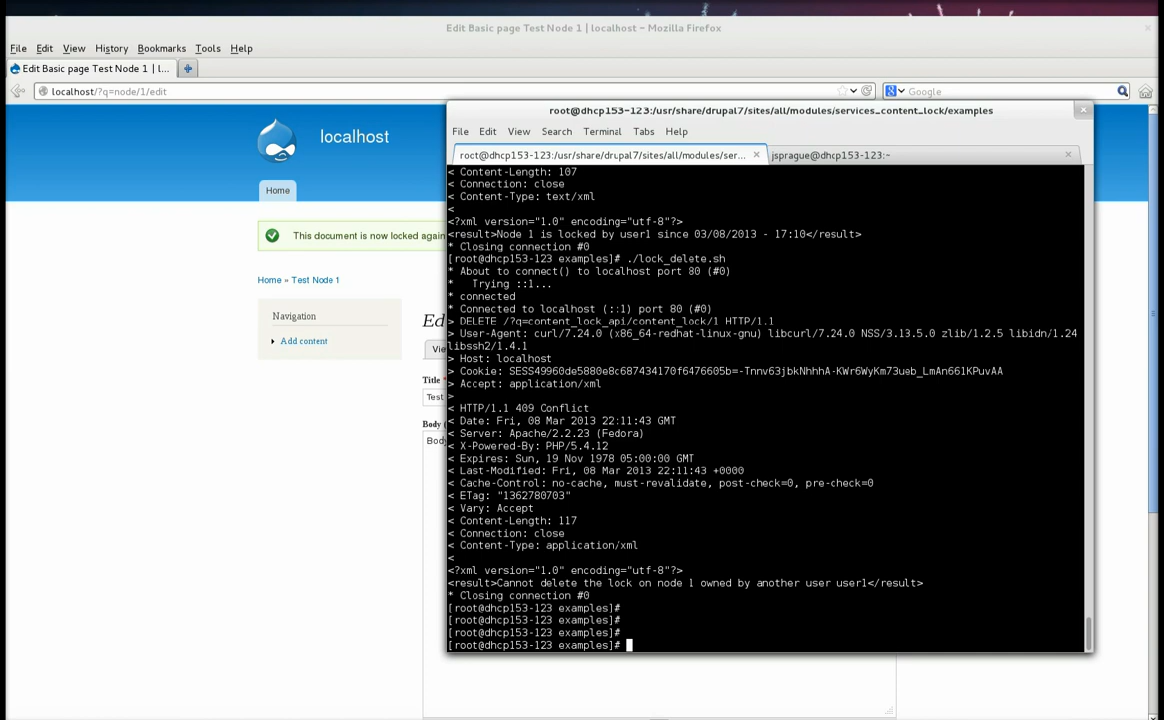 Edit Basic page Test Node 1 | localhost - Mozilla Firefox
File Edit View History Bookmarks Tools Help
Edit Basic page Test Node 1 | l...
localhost/?q=node/1/edit
Google
localhost
Home
This document is now locked again
Home » Test Node 1
Navigation
Add content
Ed
Vie
Title *
Test
Body (
Body
root@dhcp153-123:/usr/share/drupal7/sites/all/modules/services_content_lock/examples
File Edit View Search Terminal Tabs Help
root@dhcp153-123:/usr/share/drupal7/sites/all/modules/ser...
jsprague@dhcp153-123:~
< Content-Length: 107
< Connection: close
< Content-Type: text/xml
<
<?xml version="1.0" encoding="utf-8"?>
<result>Node 1 is locked by user1 since 03/08/2013 - 17:10</result>
* Closing connection #0
[root@dhcp153-123 examples]# ./lock_delete.sh
* About to connect() to localhost port 80 (#0)
*   Trying ::1...
* connected
* Connected to localhost (::1) port 80 (#0)
> DELETE /?q=content_lock_api/content_lock/1 HTTP/1.1
> User-Agent: curl/7.24.0 (x86_64-redhat-linux-gnu) libcurl/7.24.0 NSS/3.13.5.0 zlib/1.2.5 libidn/1.24
libssh2/1.4.1
> Host: localhost
> Cookie: SESS49960de5880e8c687434170f6476605b=-Tnnv63jbkNhhhA-KWr6WyKm73ueb_LmAn661KPuvAA
> Accept: application/xml
>
< HTTP/1.1 409 Conflict
< Date: Fri, 08 Mar 2013 22:11:43 GMT
< Server: Apache/2.2.23 (Fedora)
< X-Powered-By: PHP/5.4.12
< Expires: Sun, 19 Nov 1978 05:00:00 GMT
< Last-Modified: Fri, 08 Mar 2013 22:11:43 +0000
< Cache-Control: no-cache, must-revalidate, post-check=0, pre-check=0
< ETag: "1362780703"
< Vary: Accept
< Content-Length: 117
< Connection: close
< Content-Type: application/xml
<
<?xml version="1.0" encoding="utf-8"?>
<result>Cannot delete the lock on node 1 owned by another user user1</result>
* Closing connection #0
[root@dhcp153-123 examples]#
[root@dhcp153-123 examples]#
[root@dhcp153-123 examples]#
[root@dhcp153-123 examples]#